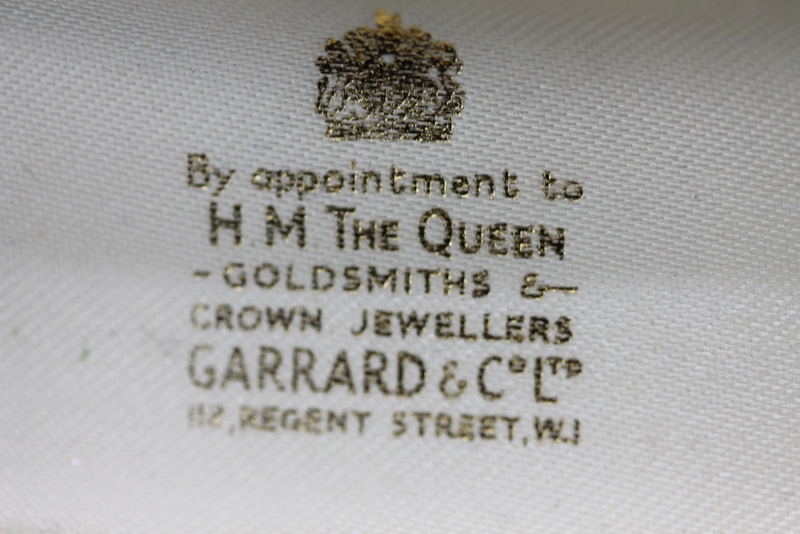 By appointment to
H.M THE QUEEN
~GOLDSMITHS &~
CROWN JEWELLERS
GARRARD & Co LTD
112, REGENT STREET, W.1